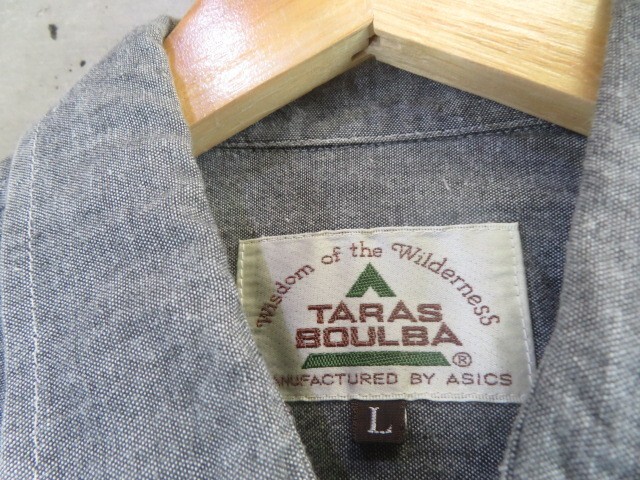 Wisdom of the Wilderness
TARAS
BOULBA
®
MANUFACTURED BY ASICS
L